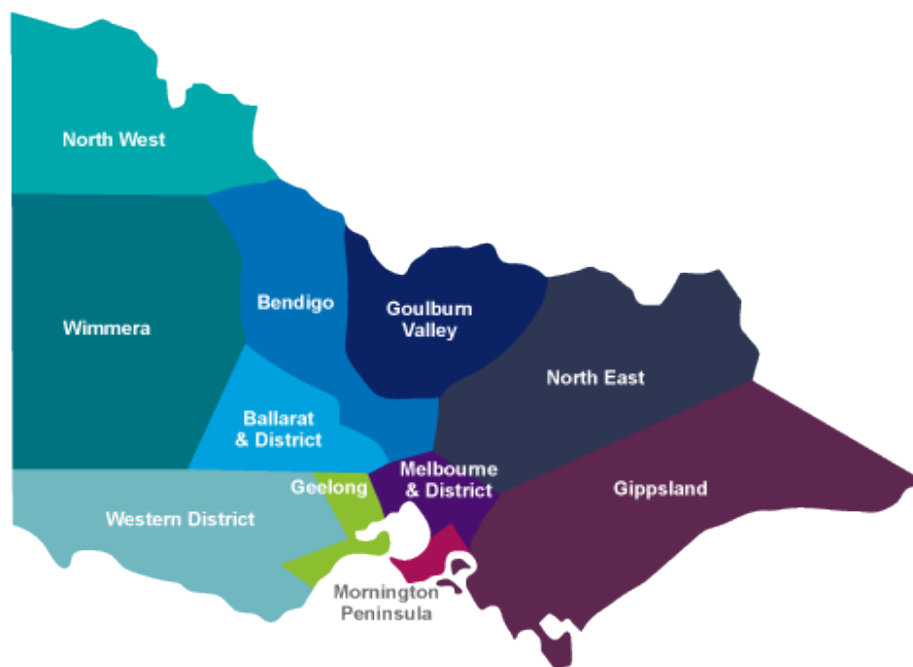 North West
Wimmera
Bendigo
Goulburn
Valley
North East
Ballarat
& District
Melbourne
& District
Geelong
Gippsland
Western District
Mornington
Peninsula